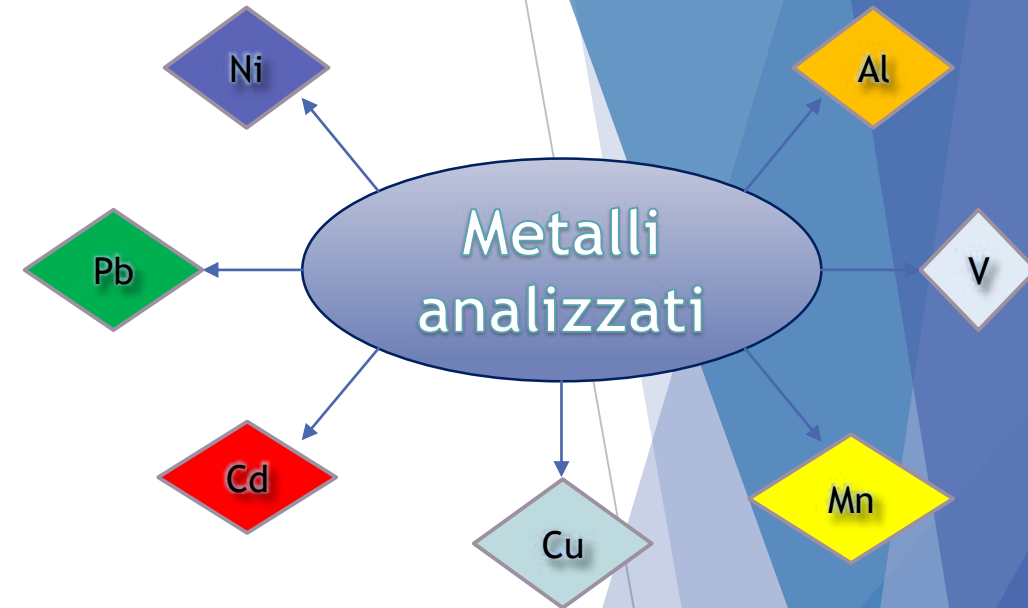 Ni
Al
Metalli
analizzati
Pb
V
Cd
Mn
Cu